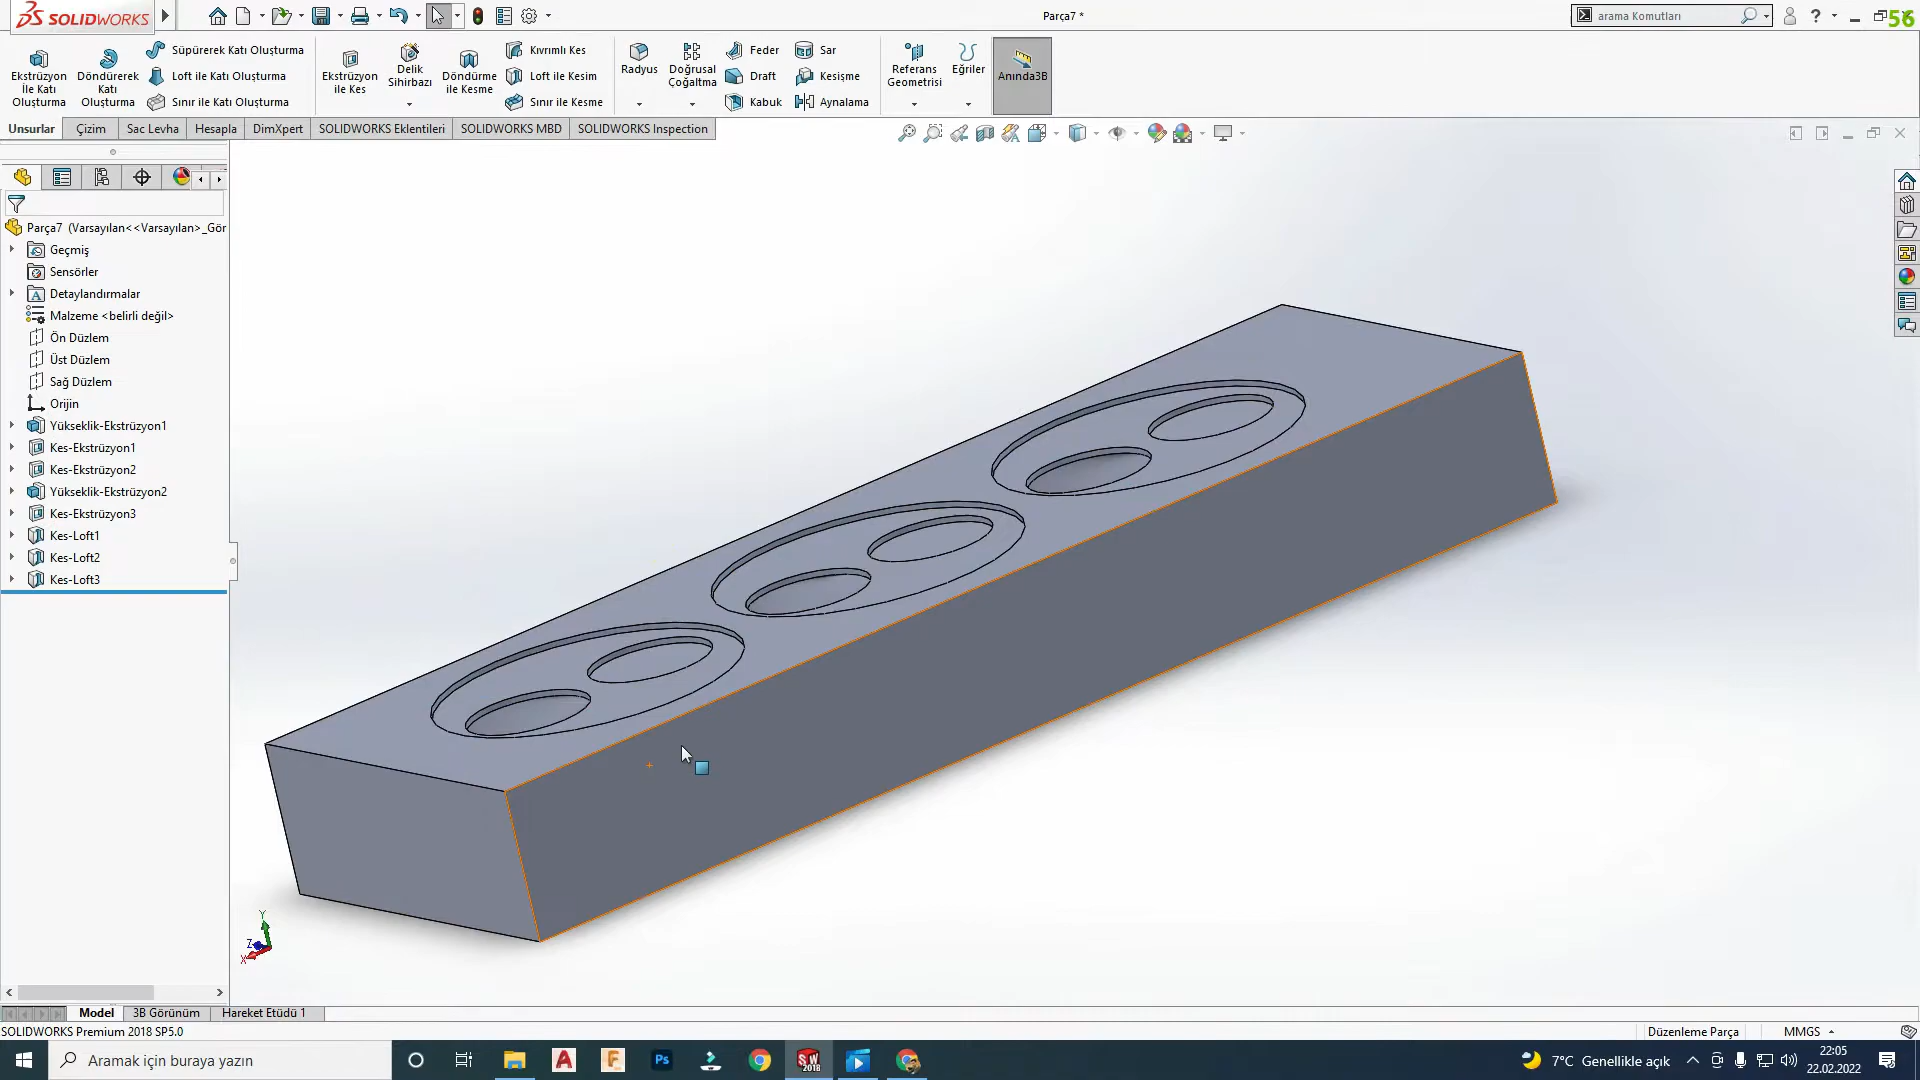 SOLIDWORKS
Parça7 *
arama Komutları
56
Ekstrüzyon İle Katı Oluşturma
Döndürerek Katı Oluşturma
Süpürerek Katı Oluşturma
Loft ile Katı Oluşturma
Sınır ile Katı Oluşturma
Ekstrüzyon ile Kes
Delik Sihirbazı
Döndürme ile Kesme
Kıvrımlı Kes
Loft ile Kesim
Sınır ile Kesme
Radyus
Doğrusal Çoğaltma
Feder
Draft
Kabuk
Sar
Kesişme
Aynalama
Referans Geometrisi
Eğriler
Anında3B
Unsurlar
Çizim
Sac Levha
Hesapla
DimXpert
SOLIDWORKS Eklentileri
SOLIDWORKS MBD
SOLIDWORKS Inspection
Parça7 (Varsayılan<<Varsayılan>_Gör
Geçmiş
Sensörler
Detaylandırmalar
Malzeme <belirli değil>
Ön Düzlem
Üst Düzlem
Sağ Düzlem
Orijin
Yükseklik-Ekstrüzyon1
Kes-Ekstrüzyon1
Kes-Ekstrüzyon2
Yükseklik-Ekstrüzyon2
Kes-Ekstrüzyon3
Kes-Loft1
Kes-Loft2
Kes-Loft3
Y
Z
X
Model
3B Görünüm
Hareket Etüdü 1
SOLIDWORKS Premium 2018 SP5.0
Düzenleme Parça
MMGS
Aramak için buraya yazın
7°C Genellikle açık
22:05
22.02.2022